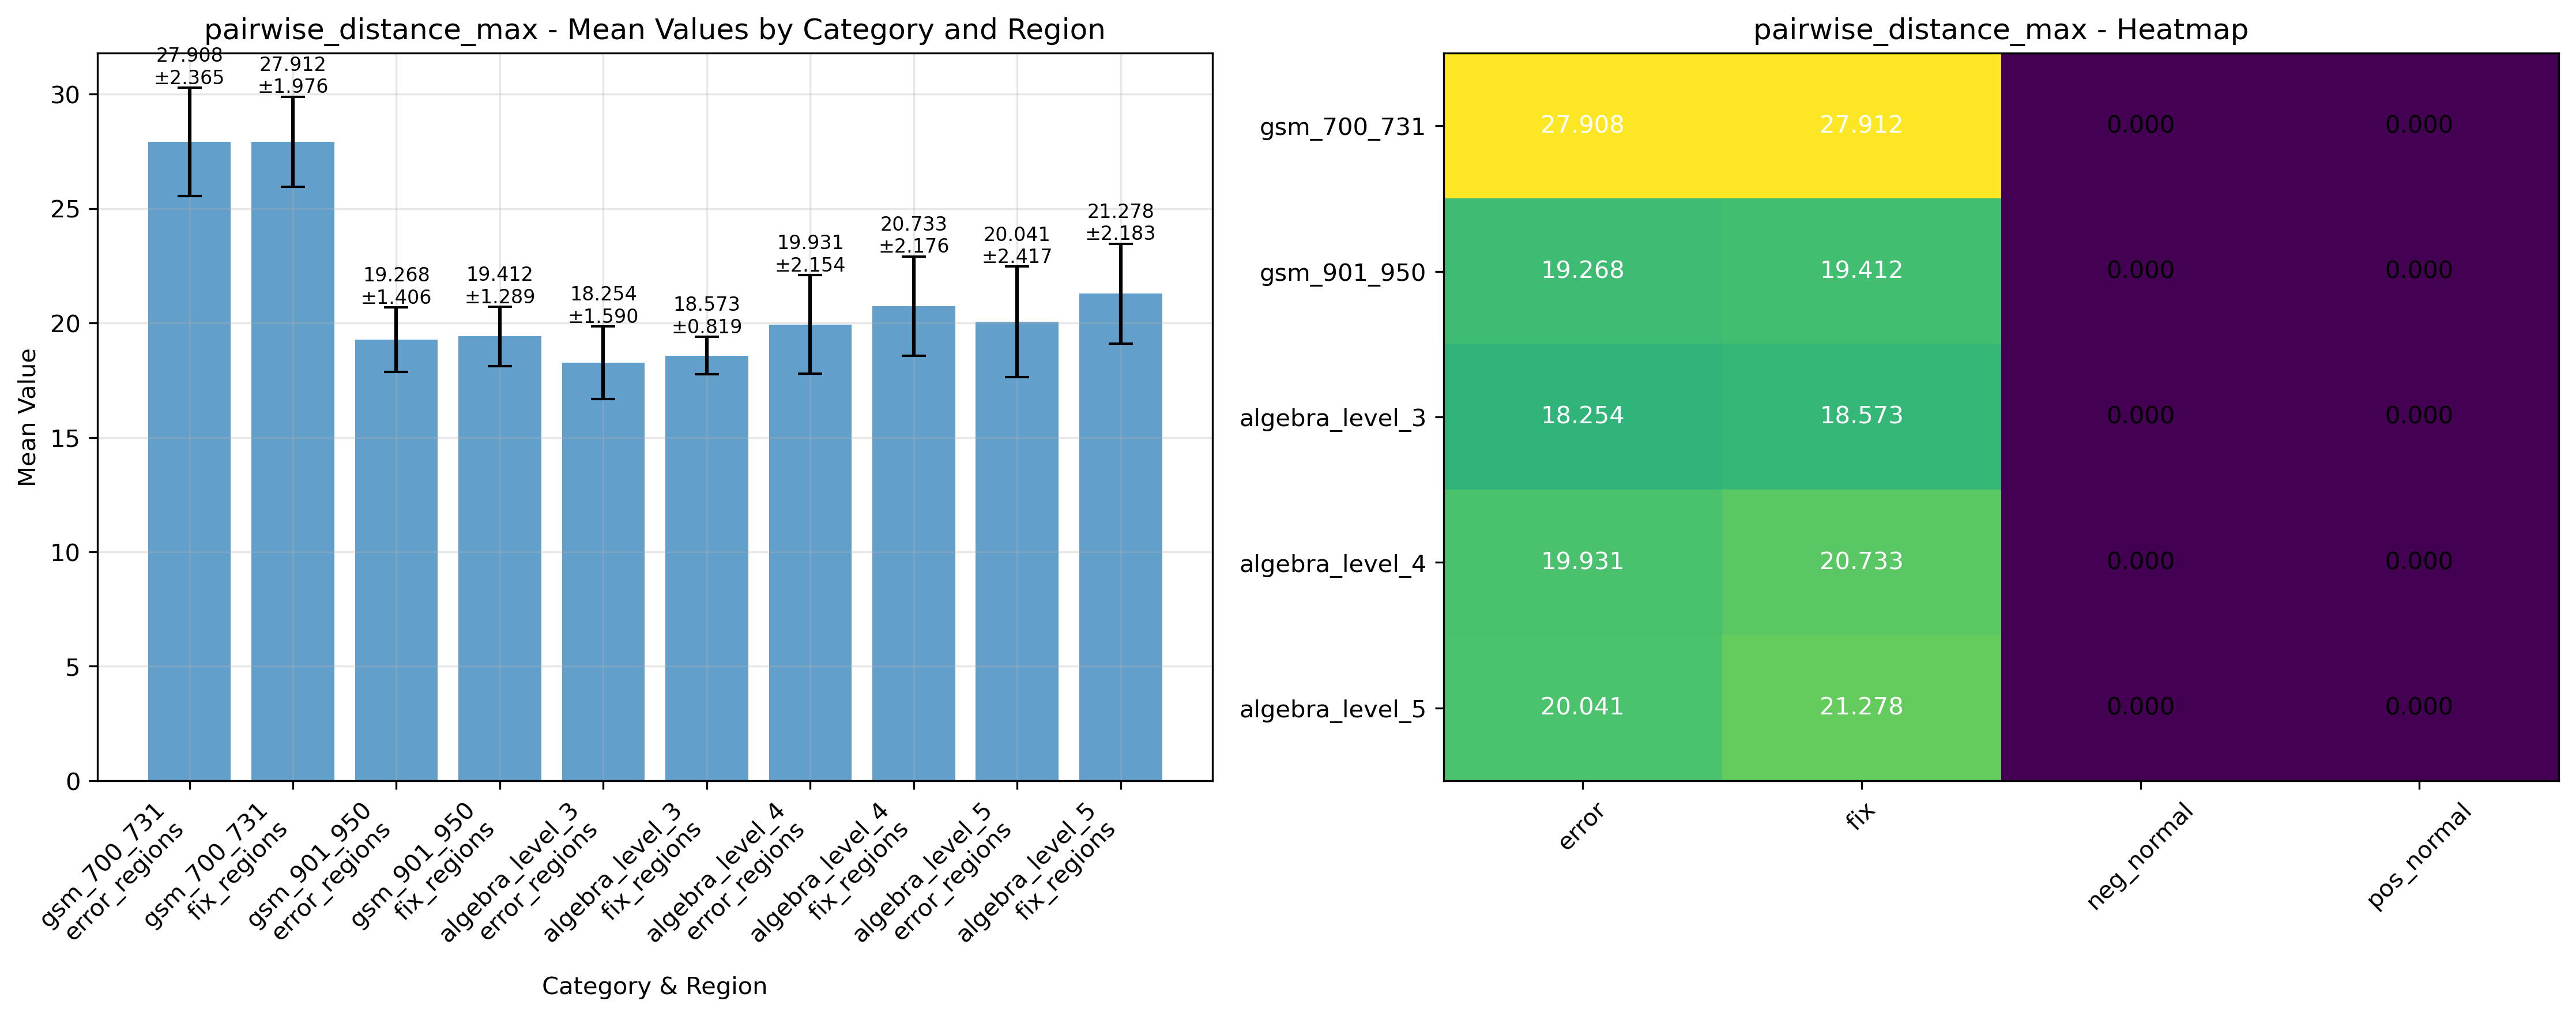 pairwise_distance_max - Mean Values by Category and Region
27.908
±2.365
27.912
±1.976
19.268
±1.406
19.412
±1.289
18.254
±1.590
18.573
±0.819
19.931
±2.154
20.733
±2.176
20.041
±2.417
21.278
±2.183
30
25
20
15
10
5
0
Mean Value
gsm_700_731
error_regions
gsm_700_731
fix_regions
gsm_901_950
error_regions
gsm_901_950
fix_regions
algebra_level_3
error_regions
algebra_level_3
fix_regions
algebra_level_4
error_regions
algebra_level_4
fix_regions
algebra_level_5
error_regions
algebra_level_5
fix_regions
Category & Region
pairwise_distance_max - Heatmap
gsm_700_731 27.908 27.912 0.000 0.000
gsm_901_950 19.268 19.412 0.000 0.000
algebra_level_3 18.254 18.573 0.000 0.000
algebra_level_4 19.931 20.733 0.000 0.000
algebra_level_5 20.041 21.278 0.000 0.000
error
fix
neg_normal
pos_normal